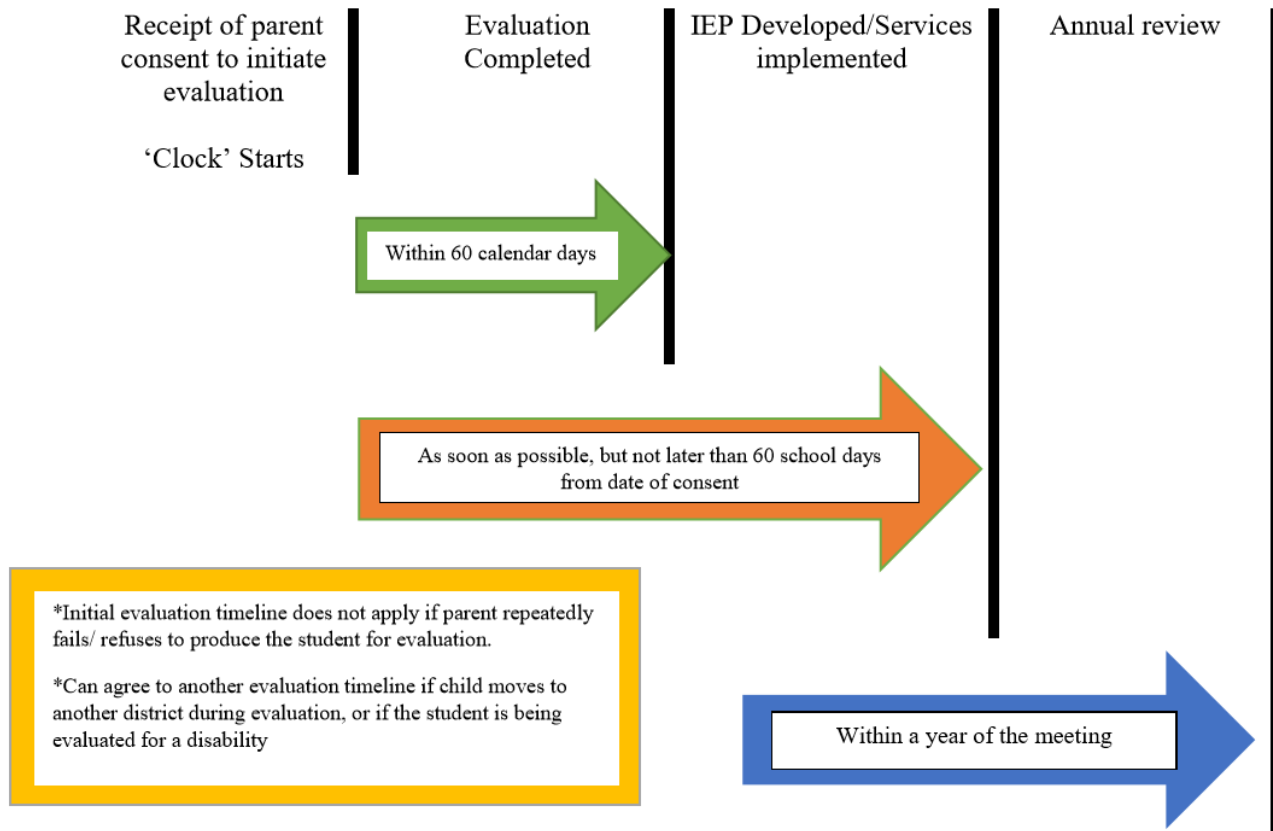 Receipt of parent
consent to initiate
evaluation
‘Clock’ Starts
Evaluation
Completed
IEP Developed/Services
implemented
Annual review
Within 60 calendar days
As soon as possible, but not later than 60 school days
from date of consent
*Initial evaluation timeline does not apply if parent repeatedly
fails/ refuses to produce the student for evaluation.
*Can agree to another evaluation timeline if child moves to
another district during evaluation, or if the student is being
evaluated for a disability
Within a year of the meeting